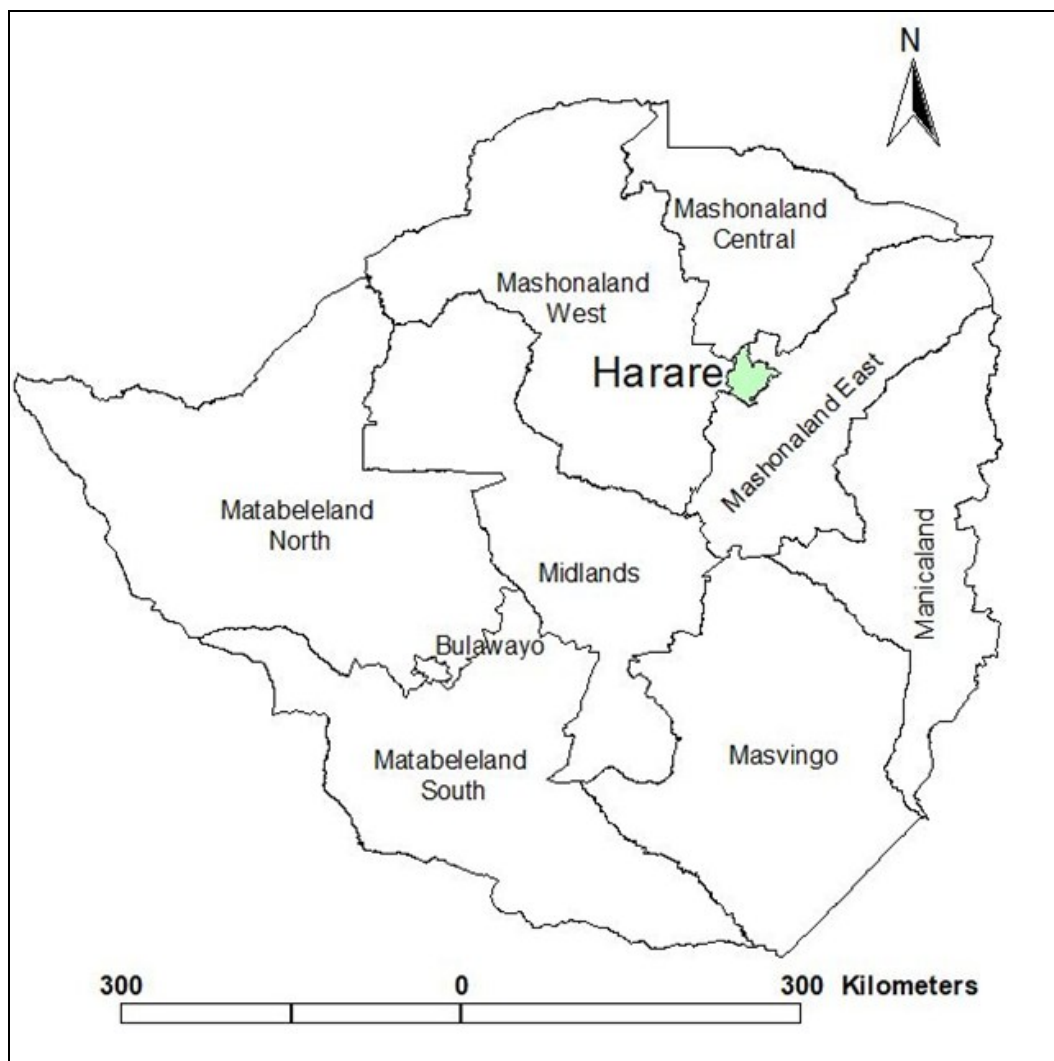 N
Mashonaland
Central
Mashonaland
West
Harare
Mashonaland East
Matabeleland
North
Manicaland
Midlands
Bulawayo
Matabeleland
South
Masvingo
300 0 300 Kilometers